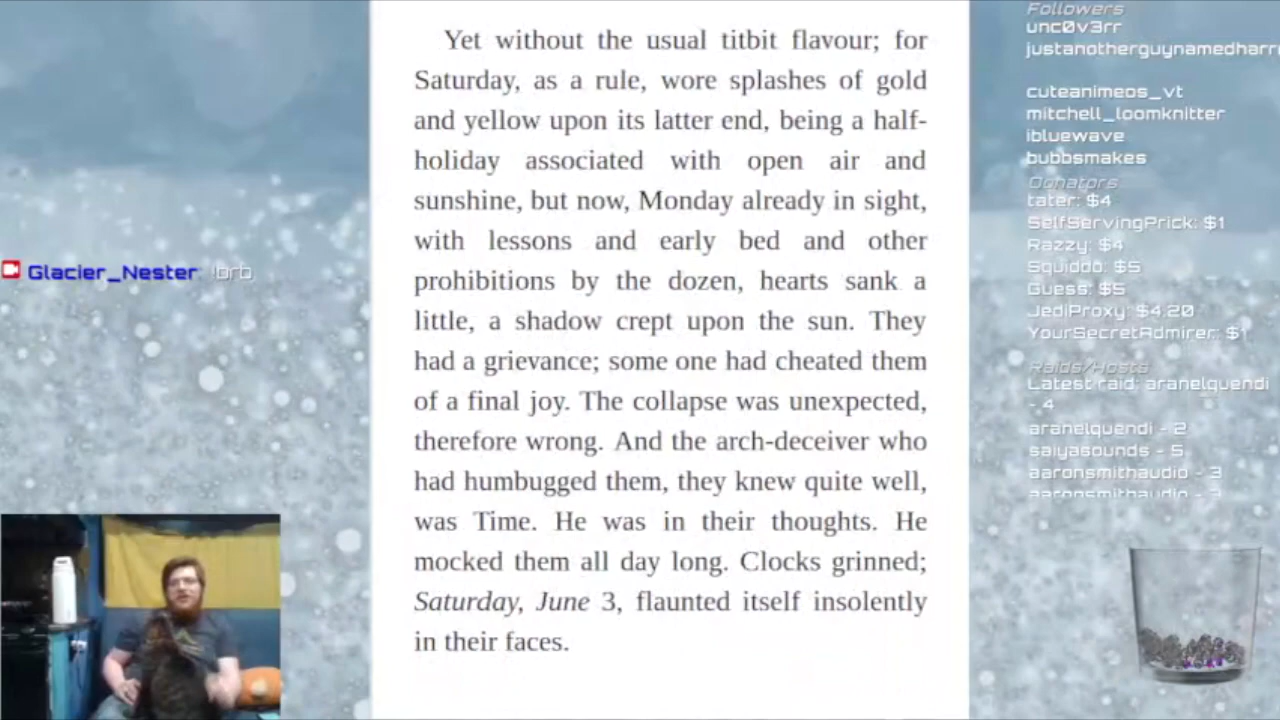 Yet without the usual titbit flavour; for
Saturday, as a rule, wore splashes of gold
and yellow upon its latter end, being a half-
holiday associated with open air and
sunshine, but now, Monday already in sight,
with lessons and early bed and other
prohibitions by the dozen, hearts sank a
little, a shadow crept upon the sun. They
had a grievance; some one had cheated them
of a final joy. The collapse was unexpected,
therefore wrong. And the arch-deceiver who
had humbugged them, they knew quite well,
was Time. He was in their thoughts. He
mocked them all day long. Clocks grinned;
Saturday, June 3, flaunted itself insolently
in their faces.
Glacier_Nester: !brb
Followers
unc0v3rr
justanotherguynamedharr
cuteanimeos_vt
mitchell_loomknitter
ibluewave
bubbsmakes
Donators
tater: $4
SelfServingPrick: $1
Razzy: $4
Squiddo: $5
Guess: $5
JediProxy: $4.20
YourSecretAdmirer: $1
Raids/Hosts
Latest raid: aranelquendi
- 4
aranelquendi - 2
saiyasounds - 5
aaronsmithaudio - 3
aaronsmithaudio - 3